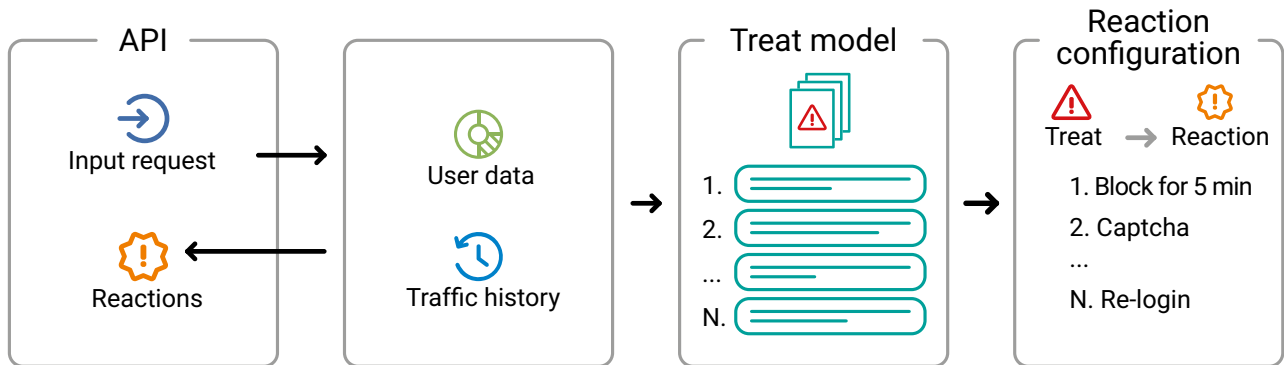 API
Input request
Reactions
User data
Traffic history
Treat model
1.
2.
...
N.
Reaction
configuration
Treat
Reaction
1. Block for 5 min
2. Captcha
...
N. Re-login